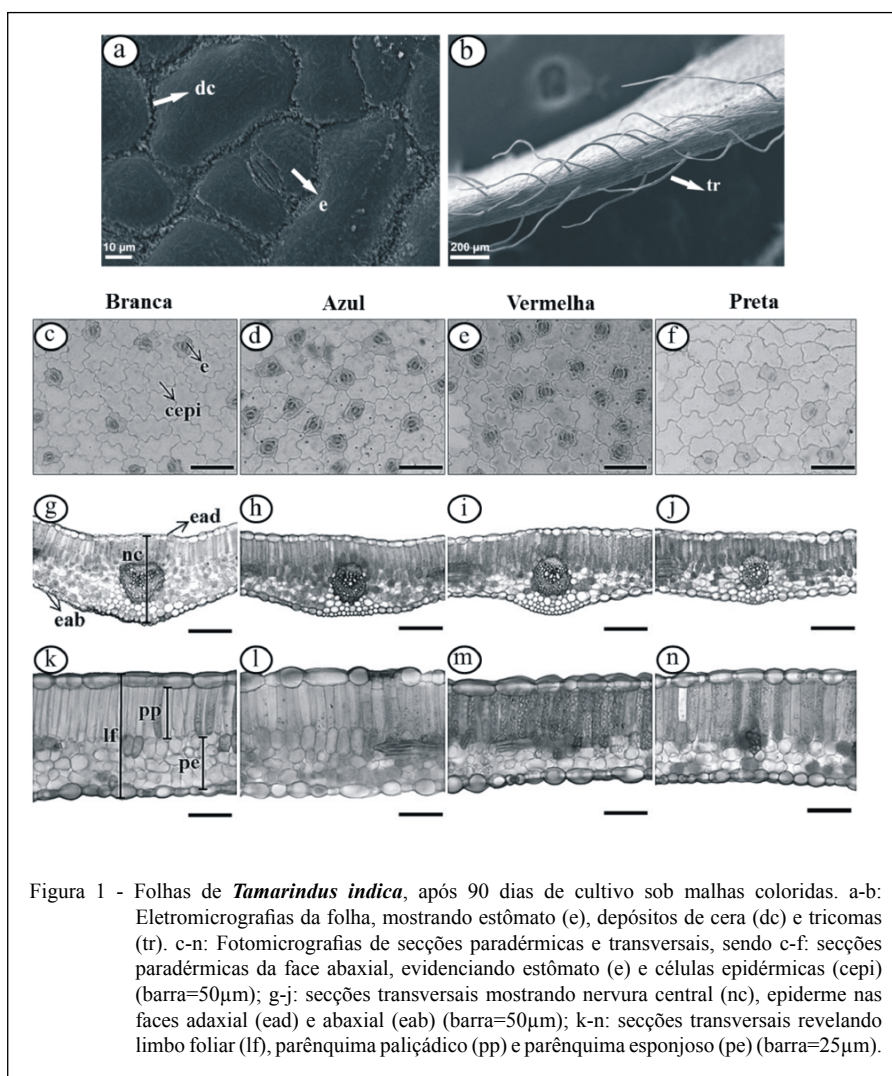 a
dc
e
10 µm
b
tr
200 µm
Branca Azul Vermelha Preta
c
e
cepi
d
e
f
g
ead
nc
eab
h
i
j
k
pp
lf
pe
l
m
n
Figura 1 - Folhas de Tamarindus indica, após 90 dias de cultivo sob malhas coloridas. a-b:
Eletromicrografias da folha, mostrando estômato (e), depósitos de cera (dc) e tricomas
(tr). c-n: Fotomicrografias de secções paradérmicas e transversais, sendo c-f: secções
paradérmicas da face abaxial, evidenciando estômato (e) e células epidérmicas (cepi)
(barra=50µm); g-j: secções transversais mostrando nervura central (nc), epiderme nas
faces adaxial (ead) e abaxial (eab) (barra=50µm); k-n: secções transversais revelando
limbo foliar (lf), parênquima paliçádico (pp) e parênquima esponjoso (pe) (barra=25µm).